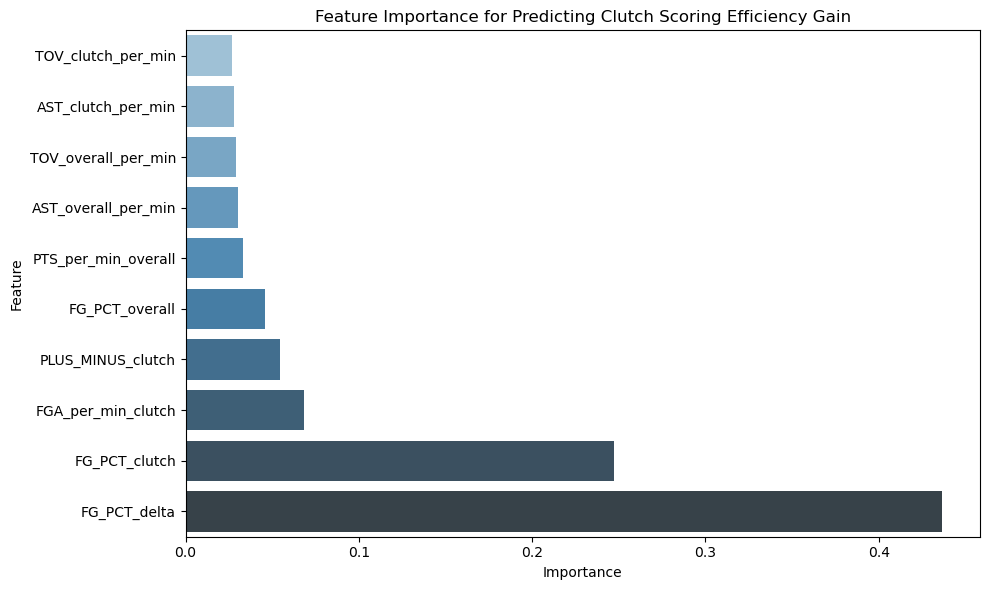 Feature Importance for Predicting Clutch Scoring Efficiency Gain
Feature
TOV_clutch_per_min
AST_clutch_per_min
TOV_overall_per_min
AST_overall_per_min
PTS_per_min_overall
FG_PCT_overall
PLUS_MINUS_clutch
FGA_per_min_clutch
FG_PCT_clutch
FG_PCT_delta
0.0 0.1 0.2 0.3 0.4
Importance